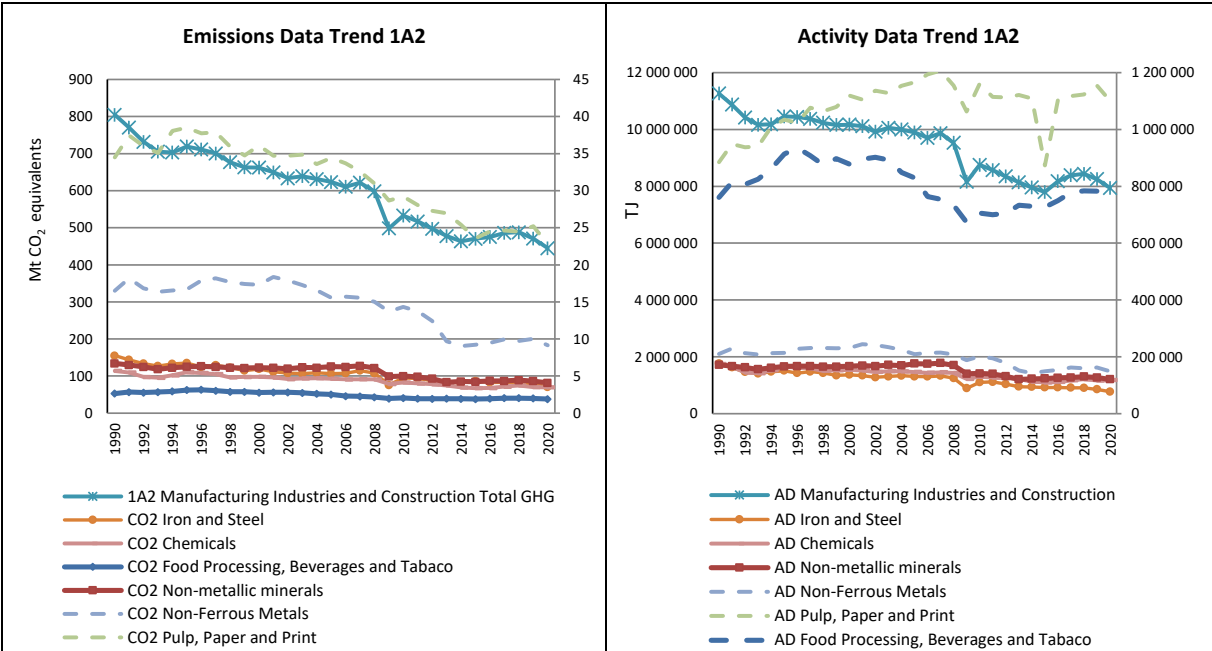 Emissions Data Trend 1A2
900
800
700
600
500
400
300
200
100
0
Mt CO₂ equivalents
45
40
35
30
25
20
15
10
5
0
1990
1992
1994
1996
1998
2000
2002
2004
2006
2008
2010
2012
2014
2016
2018
2020
1A2 Manufacturing Industries and Construction Total GHG
CO2 Iron and Steel
CO2 Chemicals
CO2 Food Processing, Beverages and Tabaco
CO2 Non-metallic minerals
CO2 Non-Ferrous Metals
CO2 Pulp, Paper and Print
Activity Data Trend 1A2
12 000 000
10 000 000
8 000 000
6 000 000
4 000 000
2 000 000
0
TJ
1 200 000
1 000 000
800 000
600 000
400 000
200 000
0
1990
1992
1994
1996
1998
2000
2002
2004
2006
2008
2010
2012
2014
2016
2018
2020
AD Manufacturing Industries and Construction
AD Iron and Steel
AD Chemicals
AD Non-metallic minerals
AD Non-Ferrous Metals
AD Pulp, Paper and Print
AD Food Processing, Beverages and Tabaco